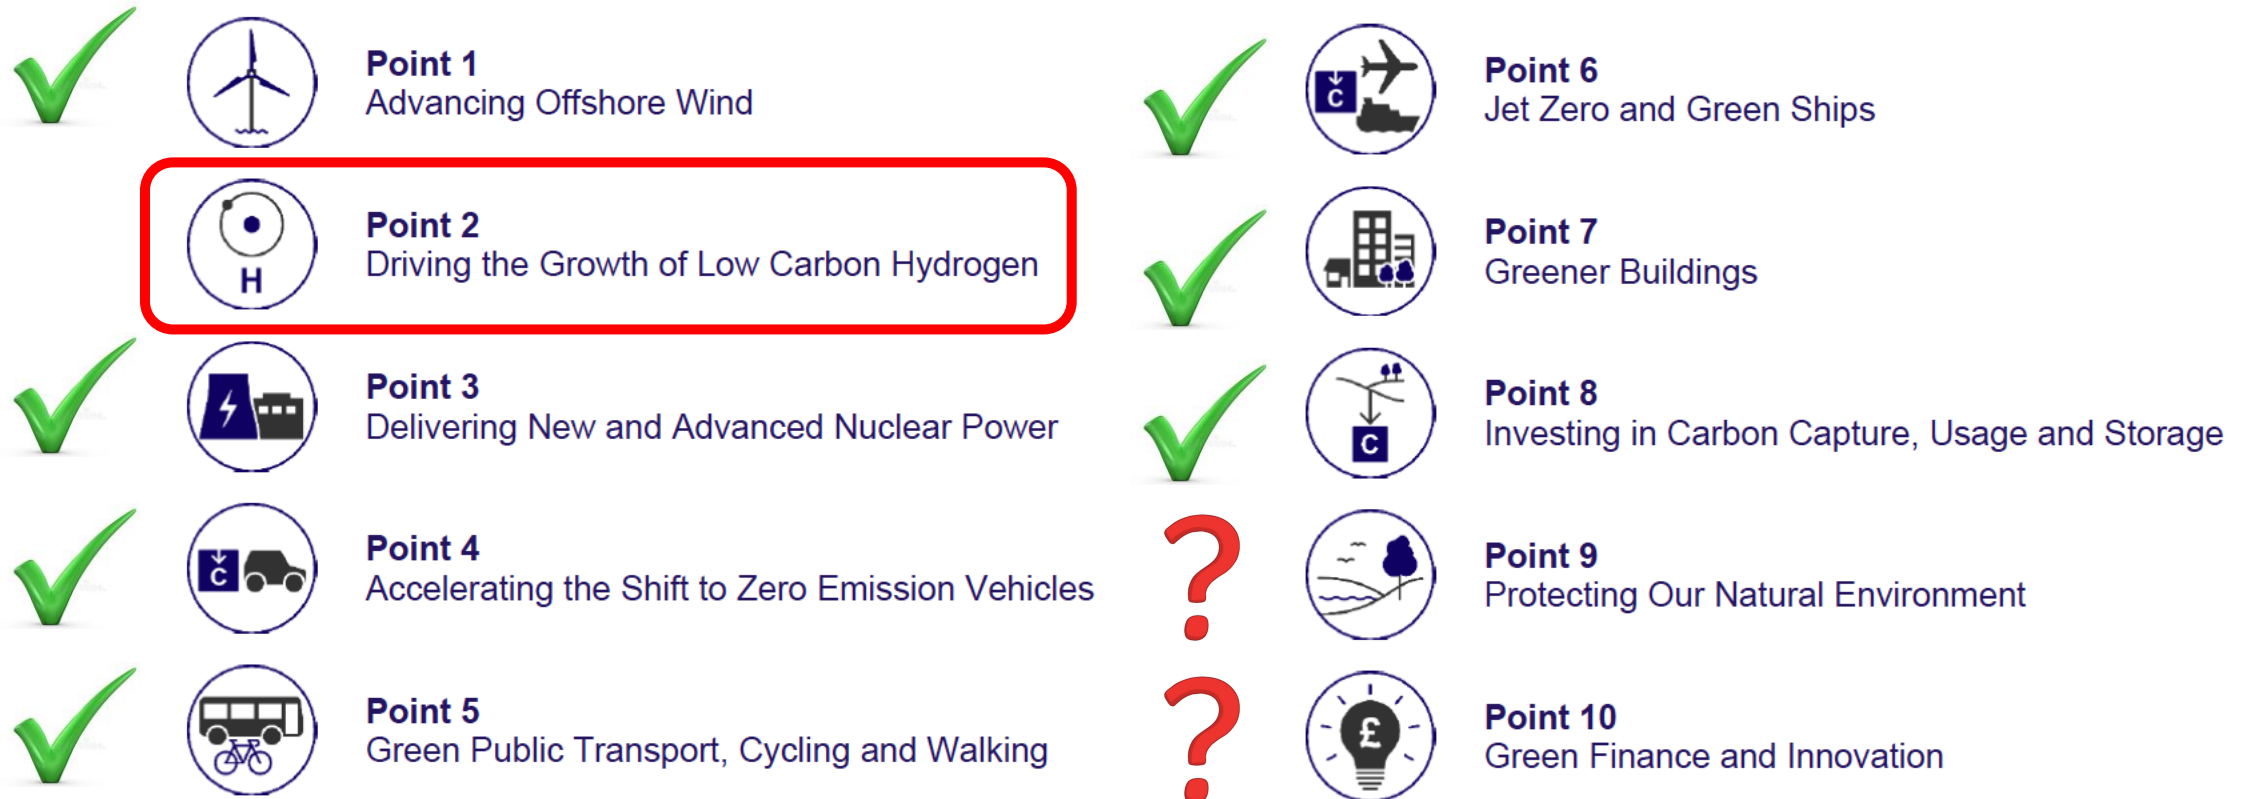 Point 1
Advancing Offshore Wind
H
Point 2
Driving the Growth of Low Carbon Hydrogen
Point 3
Delivering New and Advanced Nuclear Power
C
Point 4
Accelerating the Shift to Zero Emission Vehicles
Point 5
Green Public Transport, Cycling and Walking
C
Point 6
Jet Zero and Green Ships
Point 7
Greener Buildings
C
Point 8
Investing in Carbon Capture, Usage and Storage
?
Point 9
Protecting Our Natural Environment
?
£
Point 10
Green Finance and Innovation